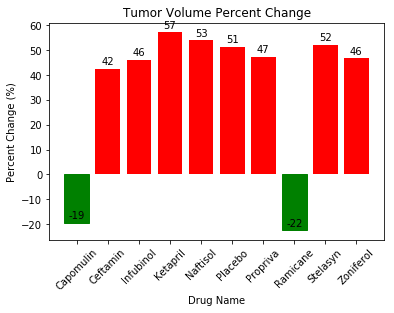 Tumor Volume Percent Change
Percent Change (%)
60
50
40
30
20
10
0
−10
−20
-19
42
46
57
53
51
47
-22
52
46
Capomulin
Ceftamin
Infubinol
Ketapril
Naftisol
Placebo
Propriva
Ramicane
Stelasyn
Zoniferol
Drug Name